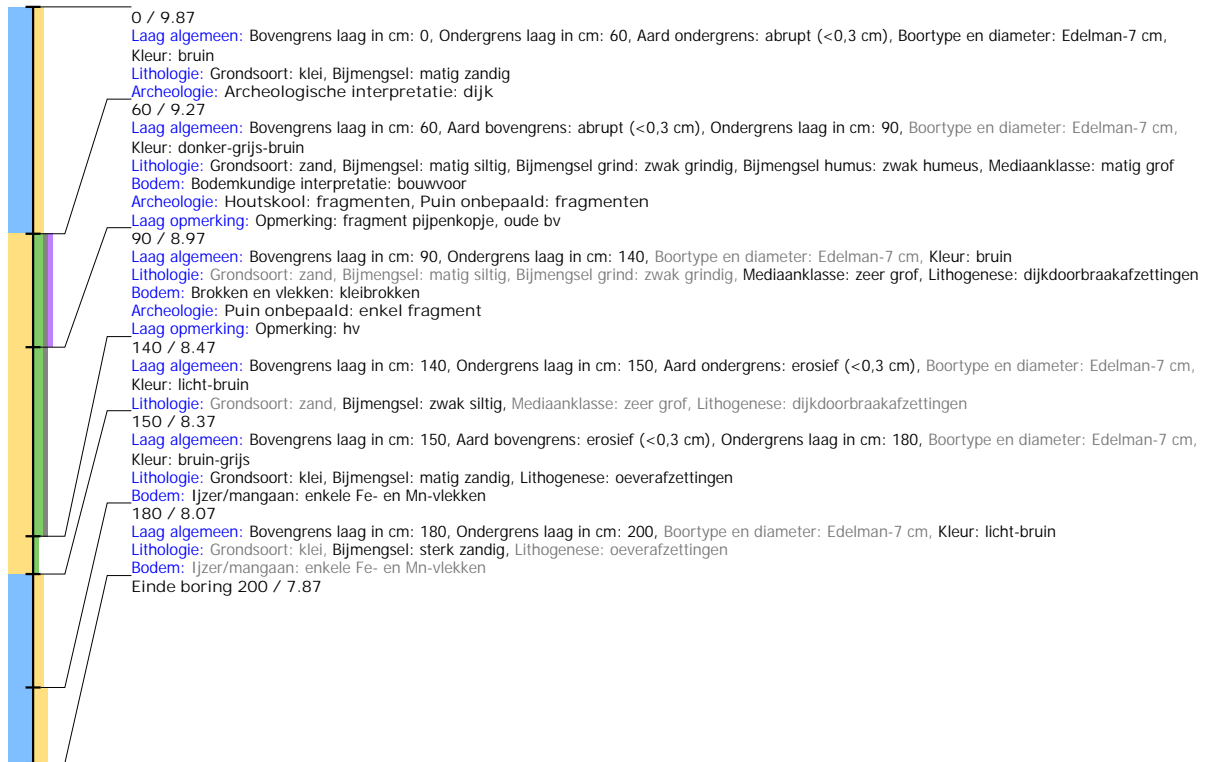 0 / 9.87
Laag algemeen: Bovengrens laag in cm: 0, Ondergrens laag in cm: 60, Aard ondergrens: abrupt (<0,3 cm), Boortype en diameter: Edelman-7 cm,
Kleur: bruin
Lithologie: Grondsoort: klei, Bijmengsel: matig zandig
Archeologie: Archeologische interpretatie: dijk
60 / 9.27
Laag algemeen: Bovengrens laag in cm: 60, Aard bovengrens: abrupt (<0,3 cm), Ondergrens laag in cm: 90, Boortype en diameter: Edelman-7 cm,
Kleur: donker-grijs-bruin
Lithologie: Grondsoort: zand, Bijmengsel: matig siltig, Bijmengsel grind: zwak grindig, Bijmengsel humus: zwak humeus, Mediaanklasse: matig grof
Bodem: Bodemkundige interpretatie: bouwvoor
Archeologie: Houtskool: fragmenten, Puin onbepaald: fragmenten
Laag opmerking: Opmerking: fragment pijpenkopje, oude bv
90 / 8.97
Laag algemeen: Bovengrens laag in cm: 90, Ondergrens laag in cm: 140, Boortype en diameter: Edelman-7 cm, Kleur: bruin
Lithologie: Grondsoort: zand, Bijmengsel: matig siltig, Bijmengsel grind: zwak grindig, Mediaanklasse: zeer grof, Lithogenese: dijkdoorbraakafzettingen
Bodem: Brokken en vlekken: kleibrokken
Archeologie: Puin onbepaald: enkel fragment
Laag opmerking: Opmerking: hv
140 / 8.47
Laag algemeen: Bovengrens laag in cm: 140, Ondergrens laag in cm: 150, Aard ondergrens: erosief (<0,3 cm), Boortype en diameter: Edelman-7 cm,
Kleur: licht-bruin
Lithologie: Grondsoort: zand, Bijmengsel: zwak siltig, Mediaanklasse: zeer grof, Lithogenese: dijkdoorbraakafzettingen
150 / 8.37
Laag algemeen: Bovengrens laag in cm: 150, Aard bovengrens: erosief (<0,3 cm), Ondergrens laag in cm: 180, Boortype en diameter: Edelman-7 cm,
Kleur: bruin-grijs
Lithologie: Grondsoort: klei, Bijmengsel: matig zandig, Lithogenese: oeverafzettingen
Bodem: Ijzer/mangaan: enkele Fe- en Mn-vlekken
180 / 8.07
Laag algemeen: Bovengrens laag in cm: 180, Ondergrens laag in cm: 200, Boortype en diameter: Edelman-7 cm, Kleur: licht-bruin
Lithologie: Grondsoort: klei, Bijmengsel: sterk zandig, Lithogenese: oeverafzettingen
Bodem: Ijzer/mangaan: enkele Fe- en Mn-vlekken
Einde boring 200 / 7.87